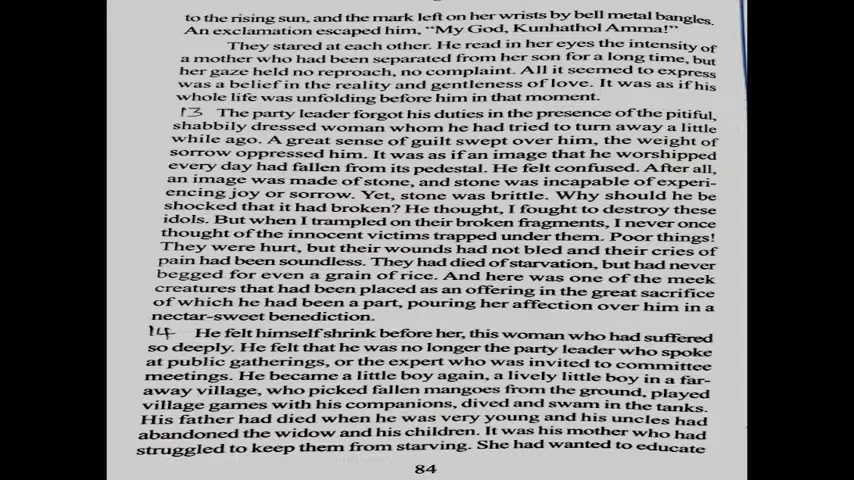 to the rising sun, and the mark left on her wrists by bell metal bangles.
An exclamation escaped him, “My God, Kunhathol Amma!”
They stared at each other. He read in her eyes the intensity of
a mother who had been separated from her son for a long time, but
her gaze held no reproach, no complaint. All it seemed to express
was a belief in the reality and gentleness of love. It was as if his
whole life was unfolding before him in that moment.
13 The party leader forgot his duties in the presence of the pitiful,
shabbily dressed woman whom he had tried to turn away a little
while ago. A great sense of guilt swept over him, the weight of
sorrow oppressed him. It was as if an image that he worshipped
every day had fallen from its pedestal. He felt confused. After all,
an image was made of stone, and stone was incapable of experi-
encing joy or sorrow. Yet, stone was brittle. Why should he be
shocked that it had broken? He thought, I fought to destroy these
idols. But when I trampled on their broken fragments, I never once
thought of the innocent victims trapped under them. Poor things!
They were hurt, but their wounds had not bled and their cries of
pain had been soundless. They had died of starvation, but had never
begged for even a grain of rice. And here was one of the meek
creatures that had been placed as an offering in the great sacrifice
of which he had been a part, pouring her affection over him in a
nectar-sweet benediction.
14 He felt himself shrink before her, this woman who had suffered
so deeply. He felt that he was no longer the party leader who spoke
at public gatherings, or the expert who was invited to committee
meetings. He became a little boy again, a lively little boy in a far-
away village, who picked fallen mangoes from the ground, played
village games with his companions, dived and swam in the tanks.
His father had died when he was very young and his uncles had
abandoned the widow and his children. It was his mother who had
struggled to keep them from starving. She had wanted to educate
84